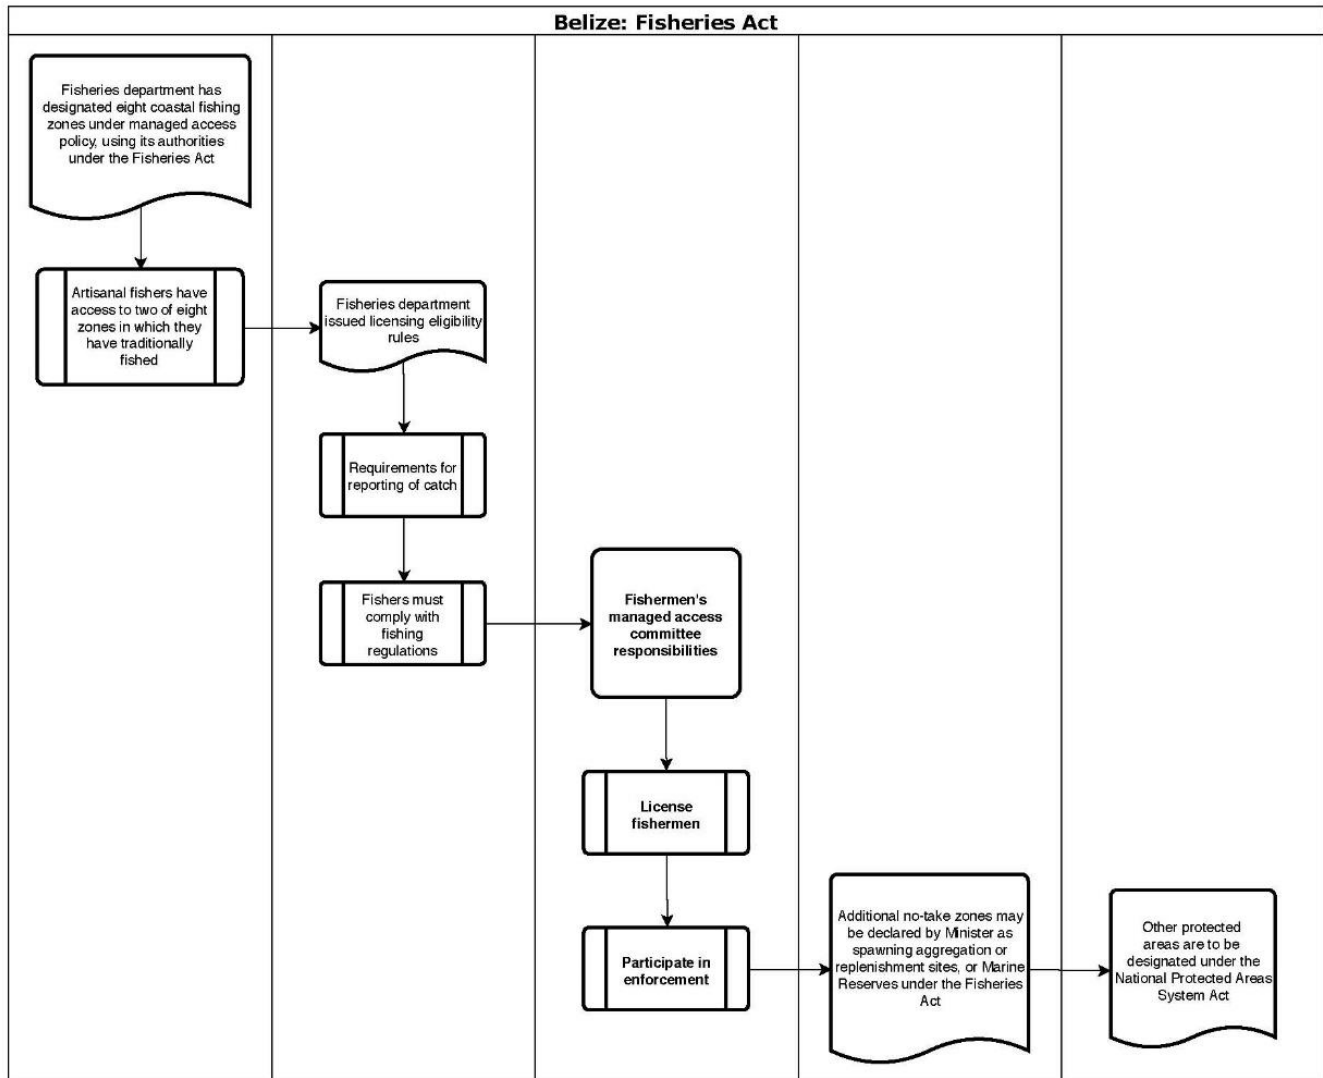 Belize: Fisheries Act
Fisheries department has
designated eight coastal fishing
zones under managed access
policy, using its authorities
under the Fisheries Act
Artisanal fishers have
access to two of eight
zones in which they
have traditionally
fished
Fisheries department
issued licensing eligibility
rules
Requirements for
reporting of catch
Fishers must
comply with
fishing
regulations
Fishermen's
managed access
committee
responsibilities
License
fishermen
Participate in
enforcement
Additional no-take zones may
be declared by Minister as
spawning aggregation or
replenishment sites, or Marine
Reserves under the Fisheries
Act
Other protected
areas are to be
designated under the
National Protected Areas
System Act